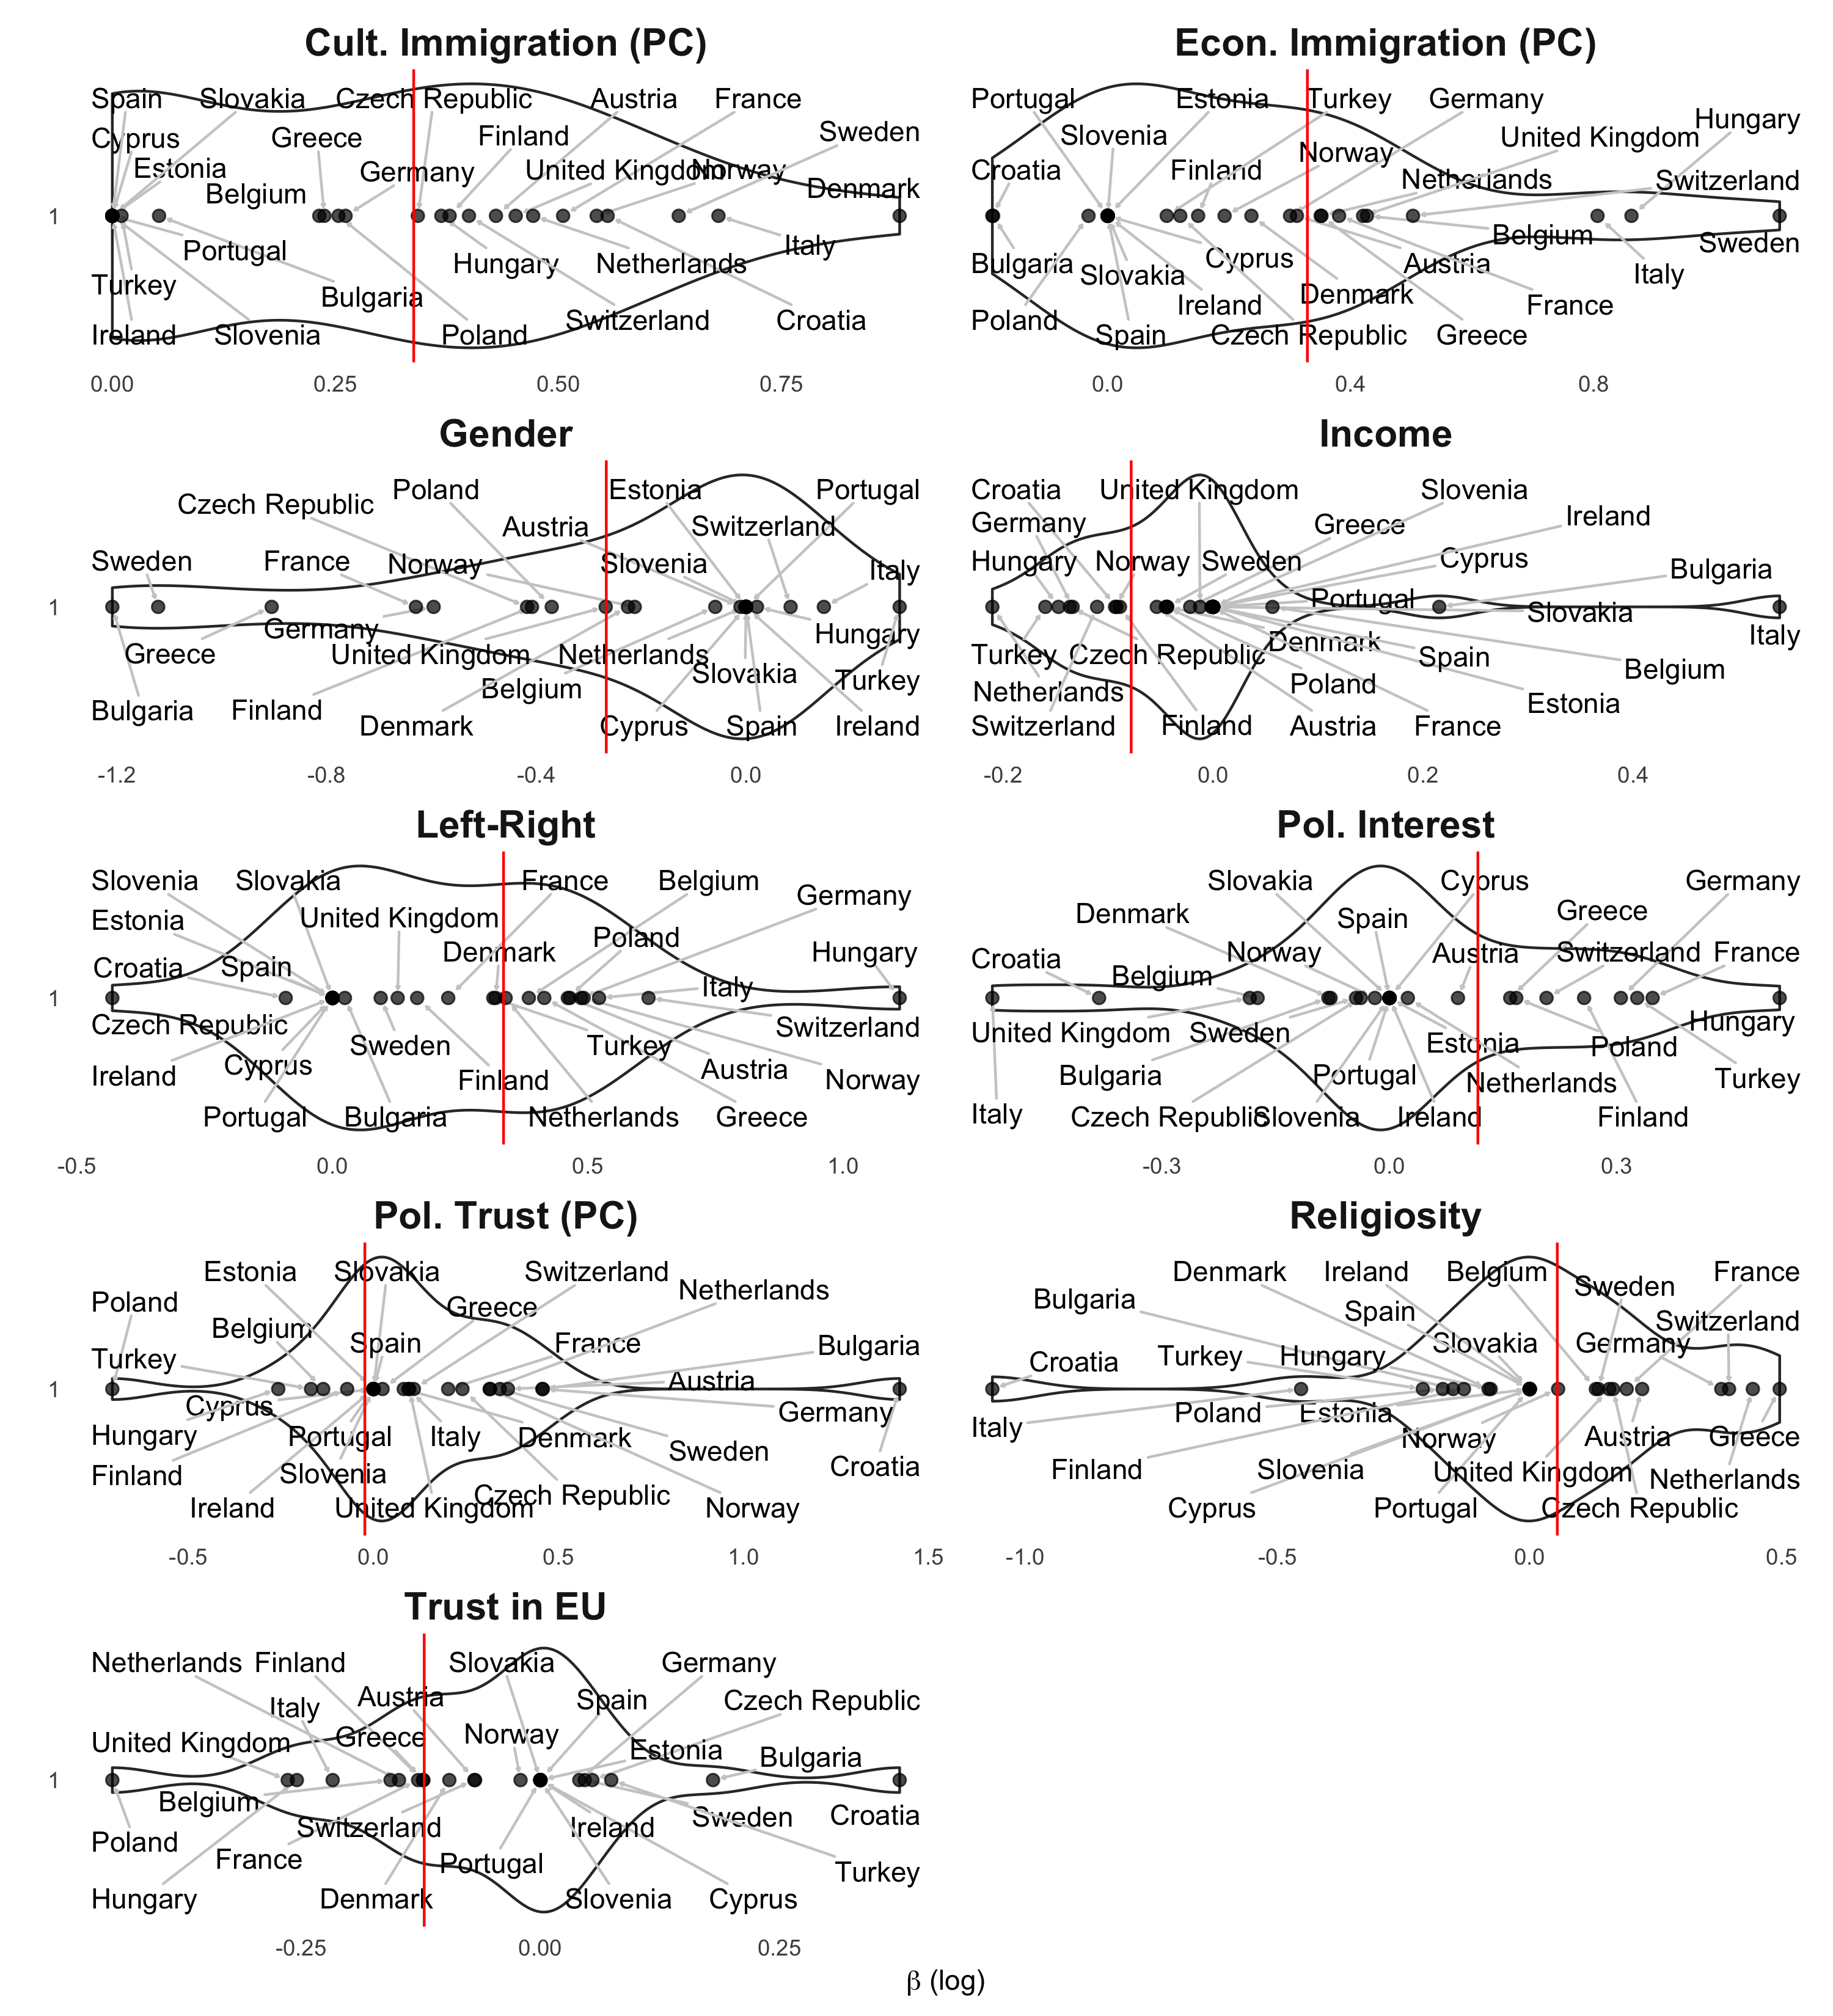 Cult. Immigration (PC)
Spain Slovakia Czech Republic Austria France
Cyprus Greece Finland Sweden
Estonia Germany United Kingdom Norway
Belgium Denmark
1
Portugal Italy
Hungary Netherlands
Turkey Bulgaria
Switzerland Croatia
Ireland Slovenia Poland
0.00 0.25 0.50 0.75
Econ. Immigration (PC)
Portugal Estonia Turkey Germany
Hungary
Slovenia United Kingdom
Norway
Croatia Finland Netherlands Switzerland
Belgium
Sweden
Bulgaria Slovakia Cyprus Austria Italy
Ireland Denmark France
Poland Spain Czech Republic Greece
0.0 0.4 0.8
Gender
Poland Estonia Portugal
Czech Republic Austria Switzerland
Sweden France Norway Slovenia Italy
1
Germany Hungary
Greece United Kingdom Netherlands
Belgium Slovakia Turkey
Bulgaria Finland Denmark Cyprus Spain Ireland
-1.2 -0.8 -0.4 0.0
Income
Croatia United Kingdom Slovenia
Germany Greece Ireland
Hungary Norway Sweden Cyprus Bulgaria
Portugal Slovakia
Italy
Turkey Czech Republic Denmark Spain Belgium
Netherlands Poland Estonia
Switzerland Finland Austria France
-0.2 0.0 0.2 0.4
Left-Right
Slovenia Slovakia France Belgium Germany
Estonia United Kingdom Poland
Croatia Spain Denmark Hungary
Italy
1
Czech Republic Switzerland
Cyprus Sweden Turkey
Ireland Finland Austria Norway
Portugal Bulgaria Netherlands Greece
-0.5 0.0 0.5 1.0
Pol. Interest
Slovakia Cyprus Germany
Denmark Spain Greece
Croatia Norway Austria Switzerland France
Belgium
United Kingdom Sweden Estonia Hungary
Poland
Bulgaria Portugal Netherlands Turkey
Italy Czech Republic Slovenia Ireland Finland
-0.3 0.0 0.3
Pol. Trust (PC)
Estonia Slovakia Switzerland Netherlands
Poland Greece
Belgium Spain France Bulgaria
Turkey
Austria
1
Cyprus Germany
Hungary Portugal Italy Denmark Sweden
Finland Slovenia Croatia
Ireland United Kingdom Czech Republic Norway
-0.5 0.0 0.5 1.0 1.5
Religiosity
Denmark Ireland Belgium Sweden France
Bulgaria Spain Switzerland
Croatia Turkey Hungary Slovakia Germany
Italy Poland Estonia
Norway Austria Greece
Finland Slovenia United Kingdom Netherlands
Cyprus Portugal Czech Republic
-1.0 -0.5 0.0 0.5
Trust in EU
Netherlands Finland Slovakia Germany
Italy Austria Spain Czech Republic
United Kingdom Greece Norway Estonia Bulgaria
1
Belgium Sweden Croatia
Poland Switzerland Ireland
France Portugal Turkey
Hungary Denmark Slovenia Cyprus
-0.25 0.00 0.25
β (log)